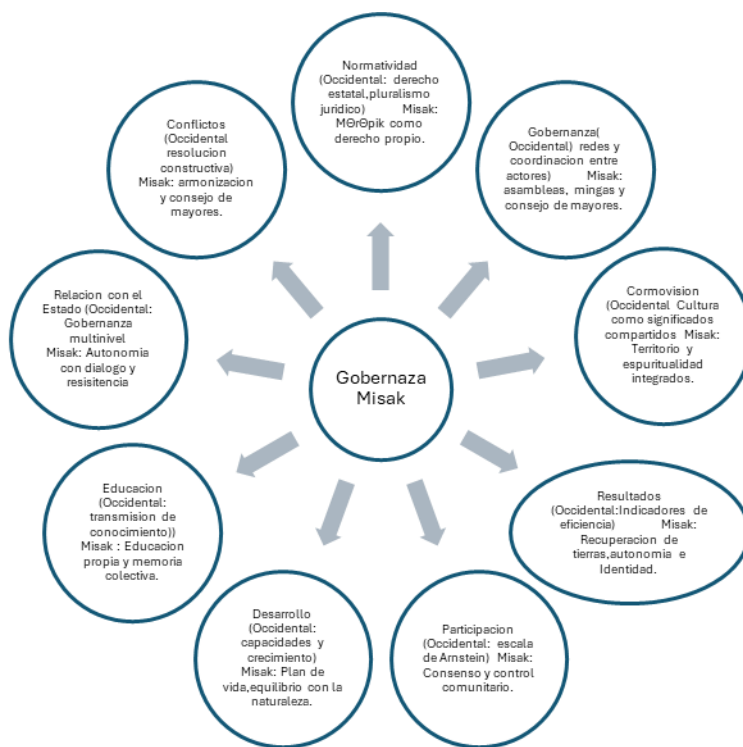 Normatividad
(Occidental: derecho
estatal,pluralismo
juridico) Misak:
MΘrΘpik como
derecho propio.
Gobernanza(
Occidental) redes y
coordinacion entre
actores) Misak:
asambleas, mingas y
consejo de mayores.
Cormovision
(Occidental Cultura
como significados
compartidos Misak:
Territorio y
espuritualidad
integrados.
Resultados
(Occidental:Indicadores de
eficiencia) Misak:
Recuperacion de
tierras,autonomia e
Identidad.
Participacion
(Occidental: escala
de Arnstein) Misak:
Consenso y control
comunitario.
Desarrollo
(Occidental:
capacidades y
crecimiento)
Misak: Plan de
vida,equilibrio con la
naturaleza.
Educacion
(Occidental:
transmision de
conocimiento))
Misak : Educacion
propia y memoria
colectiva.
Relacion con el
Estado (Occidental:
Gobernanza
multinivel
Misak: Autonomia
con dialogo y
resisitencia
Conflictos
(Occidental
resolucion
constructiva)
Misak: armonizacion
y consejo de
mayores.
Gobernaza
Misak